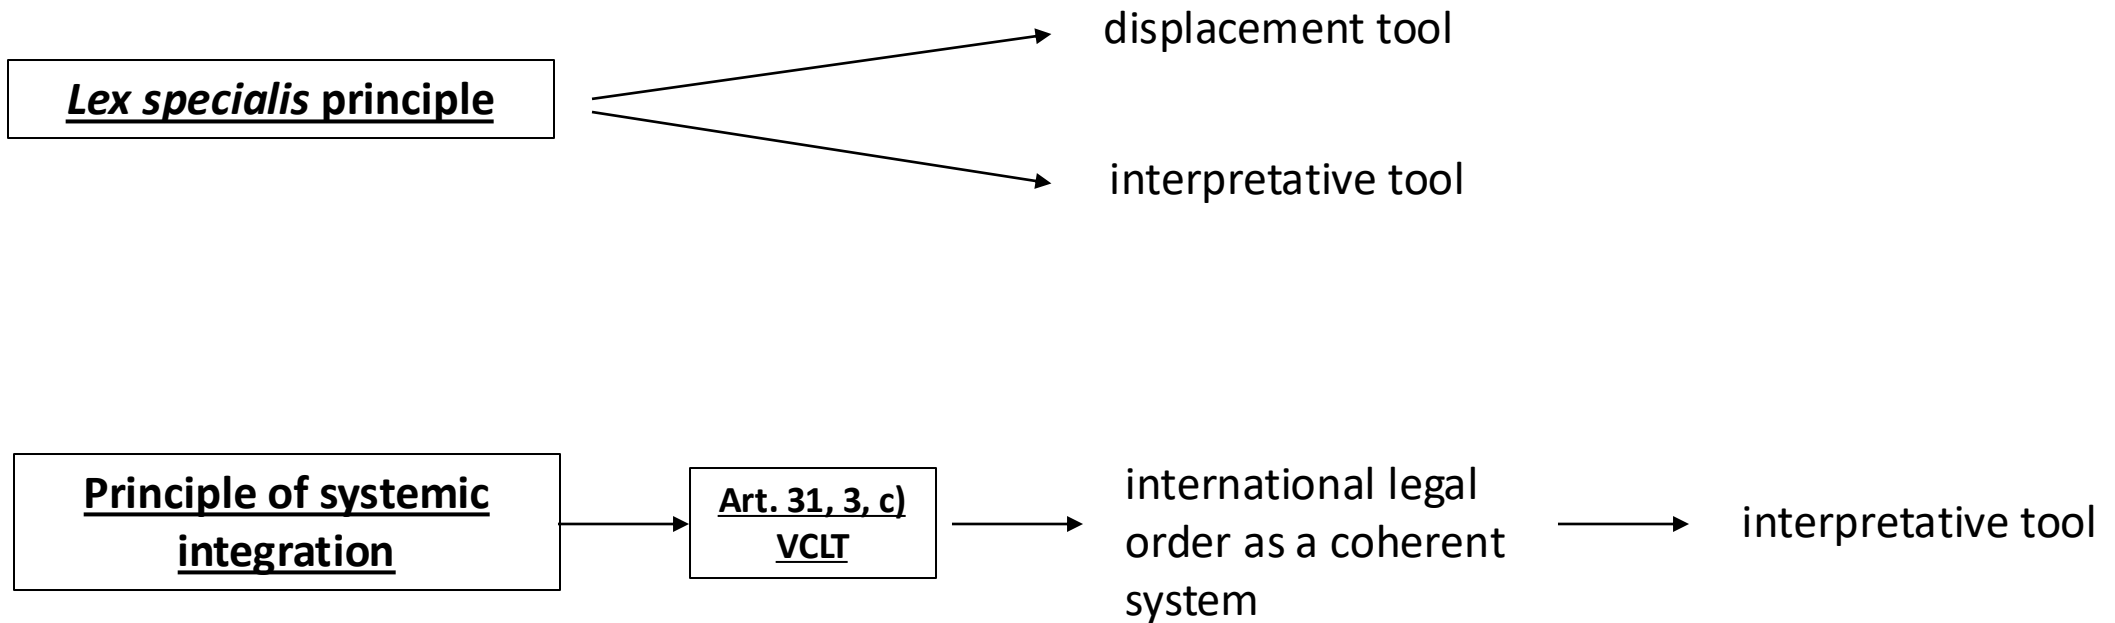 displacement tool
Lex specialis principle
interpretative tool
Principle of systemic
integration
Art. 31, 3, c)
VCLT
international legal
order as a coherent
system
interpretative tool